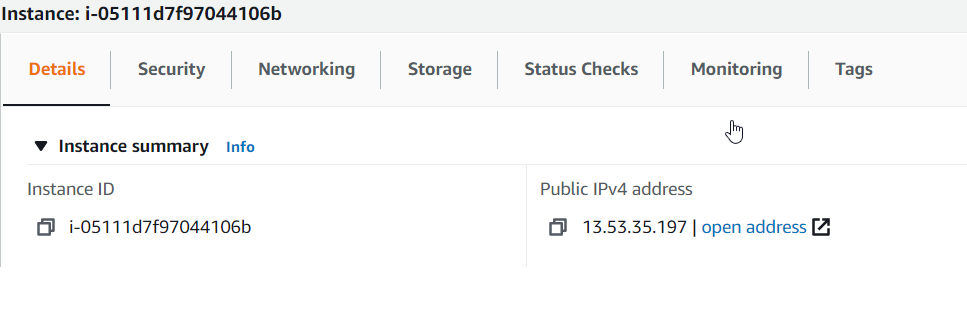 Instance: i-05111d7f97044106b
Details Security Networking Storage Status Checks Monitoring Tags
Instance summary Info
Instance ID Public IPv4 address
i-05111d7f97044106b 13.53.35.197 | open address